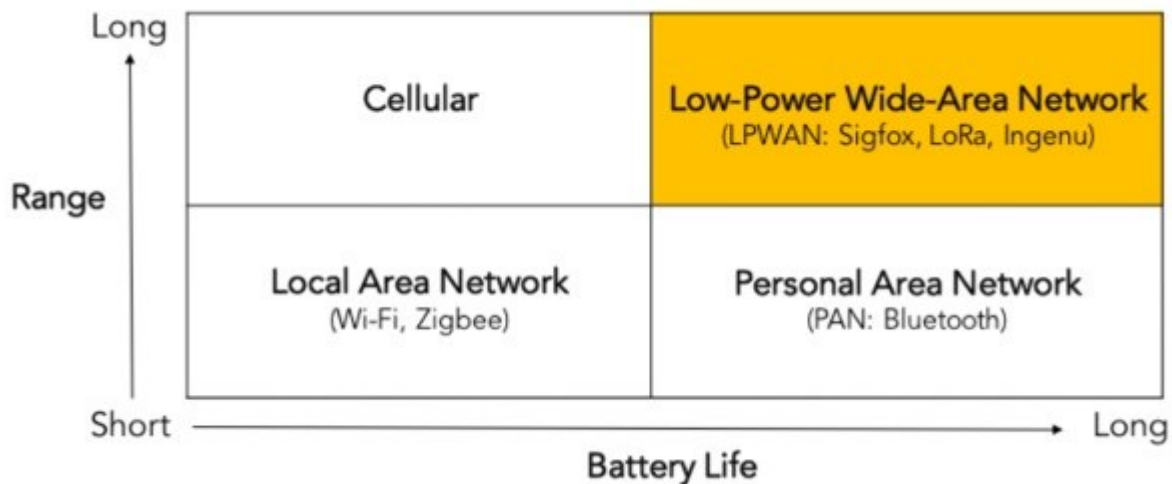 Long
Cellular
Low-Power Wide-Area Network
(LPWAN: Sigfox, LoRa, Ingenu)
Range
Local Area Network
(Wi-Fi, Zigbee)
Personal Area Network
(PAN: Bluetooth)
Short
Long
Battery Life